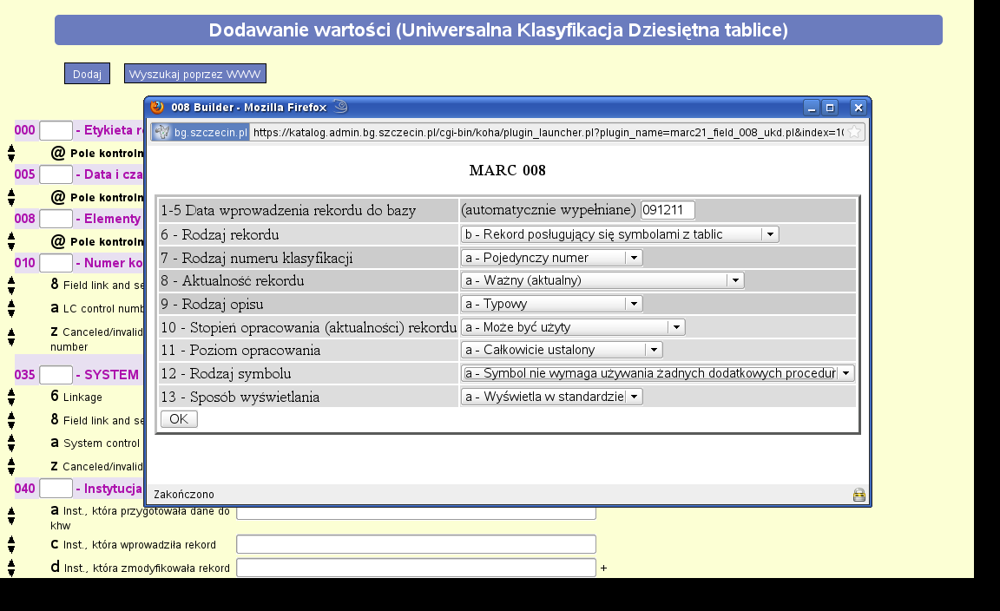 Dodawanie wartości (Uniwersalna Klasyfikacja Dziesiętna tablice)
Dodaj Wyszukaj poprzez WWW
008 Builder - Mozilla Firefox
bg.szczecin.pl https://katalog.admin.bg.szczecin.pl/cgi-bin/koha/plugin_launcher.pl?plugin_name=marc21_field_008_ukd.pl&index=10
MARC 008
1-5 Data wprowadzenia rekordu do bazy (automatycznie wypełniane) 091211
6 - Rodzaj rekordu b - Rekord posługujący się symbolami z tablic
7 - Rodzaj numeru klasyfikacji a - Pojedynczy numer
8 - Aktualność rekordu a - Ważny (aktualny)
9 - Rodzaj opisu a - Typowy
10 - Stopień opracowania (aktualności) rekordu a - Może być użyty
11 - Poziom opracowania a - Całkowicie ustalony
12 - Rodzaj symbolu a - Symbol nie wymaga używania żadnych dodatkowych procedur
13 - Sposób wyświetlania a - Wyświetla w standardzie
OK
Zakończono
000 - Etykieta
@ Pole kontroln
005 - Data i cza
@ Pole kontroln
008 - Elementy
@ Pole kontroln
010 - Numer ko
8 Field link and se
a LC control numb
z Canceled/invalid
number
035 - SYSTEM
6 Linkage
8 Field link and se
a System control
z Canceled/invalid
040 - Instytucja
a Inst., która przygotowała dane do
khw
c Inst., która wprowadziła rekord
d Inst., która zmodyfikowała rekord +